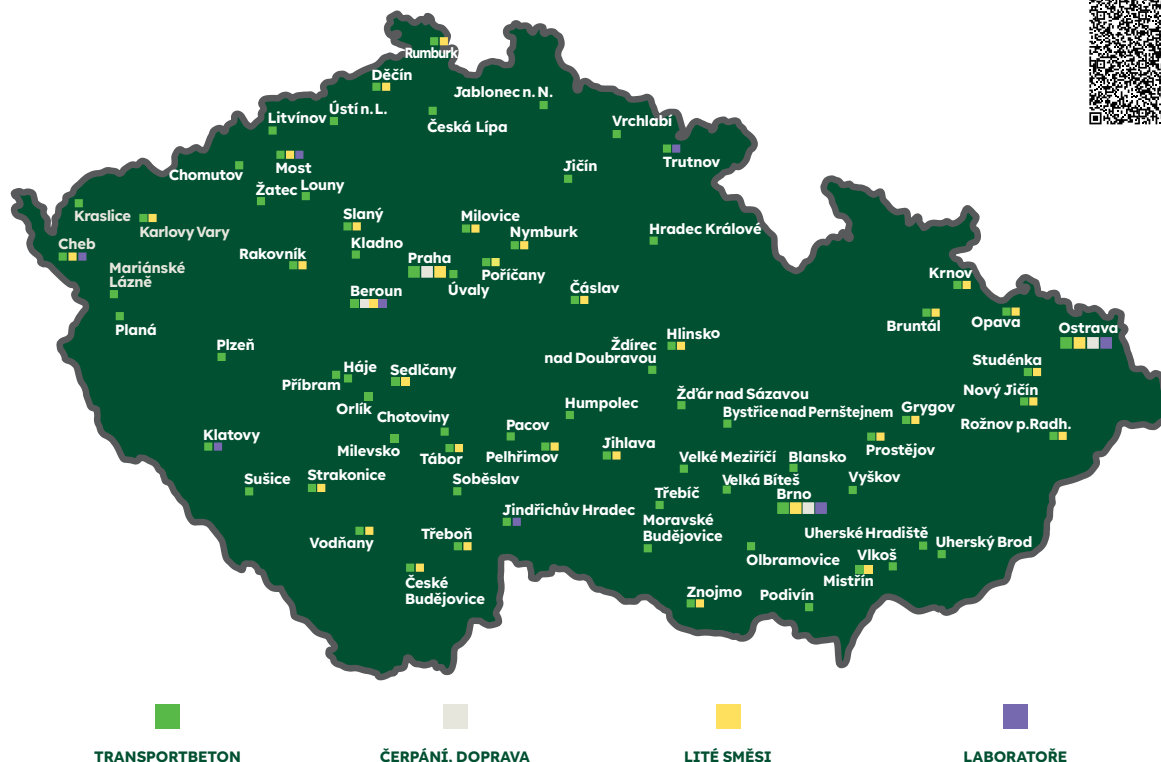 Rumburk
Děčín
Jablonec n. N.
Ústí n. L.
Litvínov
Česká Lípa
Vrchlabí
Most
Trutnov
Chomutov
Jičín
Žatec
Louny
Kraslice
Karlovy Vary
Slaný
Milovice
Nymburk
Hradec Králové
Cheb
Kladno
Rakovník
Praha
Poříčany
Mariánské
Lázně
Úvaly
Krnov
Beroun
Čáslav
Planá
Bruntál
Opava
Ostrava
Hlinsko
Plzeň
Ždírec
nad Doubravou
Studénka
Háje
Sedlčany
Příbram
Nový Jičín
Žďár nad Sázavou
Orlík
Humpolec
Bystřice nad Pernštejnem
Grygov
Chotoviny
Rožnov p.Radh.
Pacov
Klatovy
Jihlava
Milevsko
Tábor
Pelhřimov
Prostějov
Velké Meziříčí
Blansko
Sušice
Strakonice
Soběslav
Velká Bíteš
Vyškov
Třebíč
Brno
Jindřichův Hradec
Moravské
Budějovice
Vodňany
Třeboň
Uherské Hradiště
Uherský Brod
Olbramovice
Vlkoš
Mistřín
České
Budějovice
Znojmo
Podivín
TRANSPORTBETON
ČERPÁNÍ, DOPRAVA
LITÉ SMĚSI
LABORATOŘE